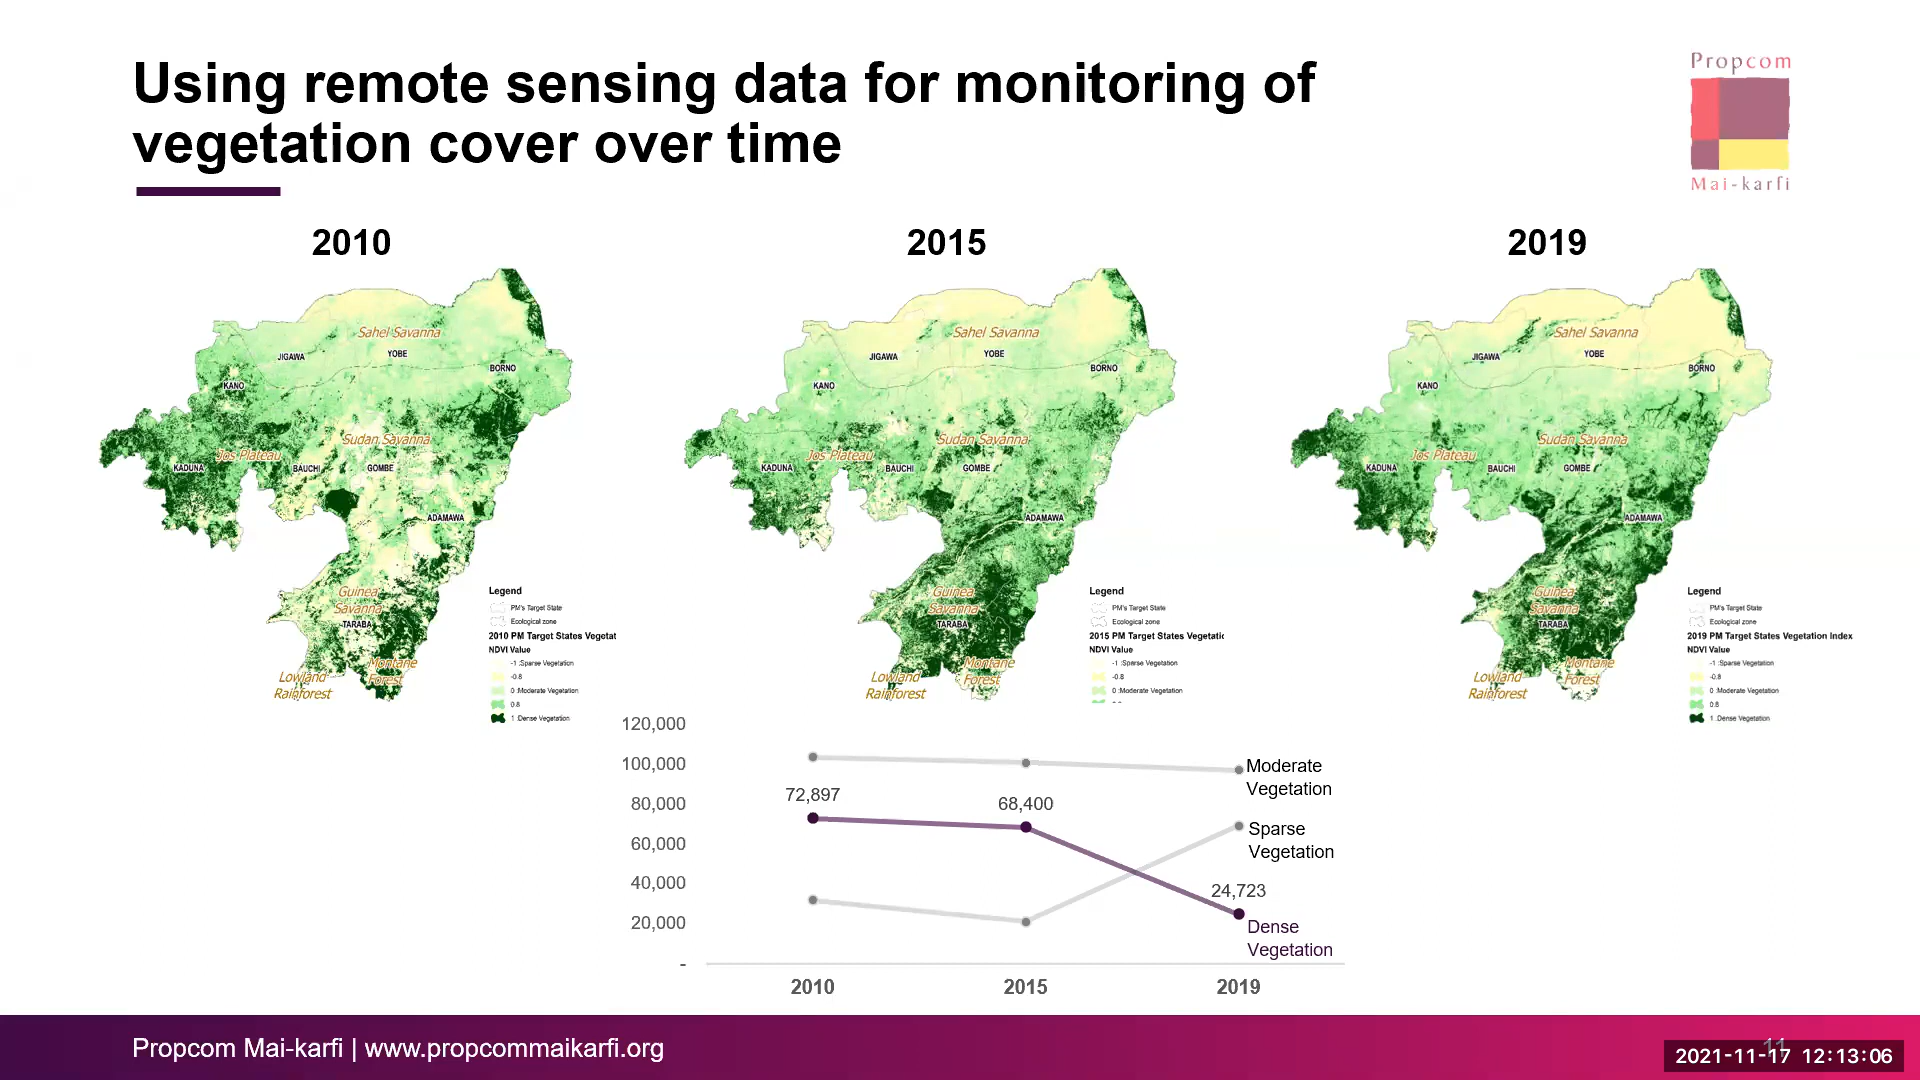 Using remote sensing data for monitoring of
vegetation cover over time
Propcom
Mai-karfi
2010
2015
2019
Sahel Savanna
JIGAWA
YOBE
BORNO
KANO
Sudan Savanna
Jos Plateau
KADUNA
BAUCHI
GOMBE
ADAMAWA
Guinea
Savanna
TARABA
Lowland
Rainforest
Montane
Forest
Legend
PM's Target State
Ecological zone
2010 PM Target States Vegetat
NDVI Value
-1 :Sparse Vegetation
-0.8
0 :Moderate Vegetation
0.8
1 :Dense Vegetation
Sahel Savanna
JIGAWA
YOBE
BORNO
KANO
Sudan Savanna
Jos Plateau
KADUNA
BAUCHI
GOMBE
ADAMAWA
Guinea
Savanna
TARABA
Lowland
Rainforest
Montane
Forest
Legend
PM's Target State
Ecological zone
2015 PM Target States Vegetatic
NDVI Value
-1 :Sparse Vegetation
-0.8
0 :Moderate Vegetation
Sahel Savanna
JIGAWA
YOBE
BORNO
KANO
Sudan Savanna
Jos Plateau
KADUNA
BAUCHI
GOMBE
ADAMAWA
Guinea
Savanna
TARABA
Lowland
Rainforest
Montane
Forest
Legend
PM's Target State
Ecological zone
2019 PM Target States Vegetation Index
NDVI Value
-1 :Sparse Vegetation
-0.8
0 :Moderate Vegetation
0.8
1 :Dense Vegetation
120,000
100,000
80,000
60,000
40,000
20,000
-
72,897
68,400
24,723
Moderate
Vegetation
Sparse
Vegetation
Dense
Vegetation
2010
2015
2019
Propcom Mai-karfi | www.propcommaikarfi.org
11
2021-11-17 12:13:06